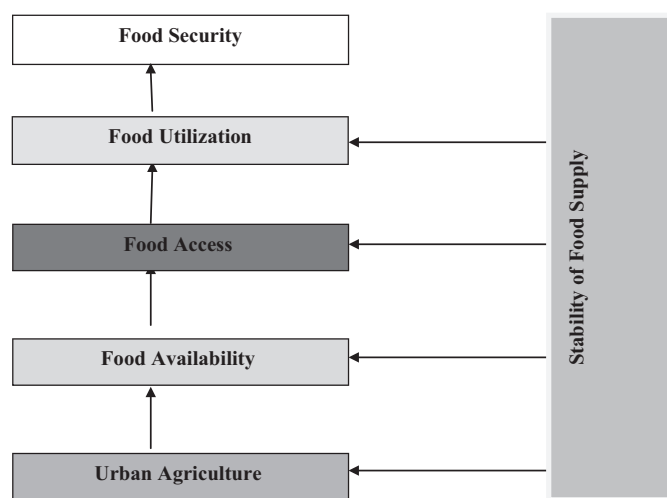 Food Security
Food Utilization
Food Access
Food Availability
Urban Agriculture
Stability of Food Supply